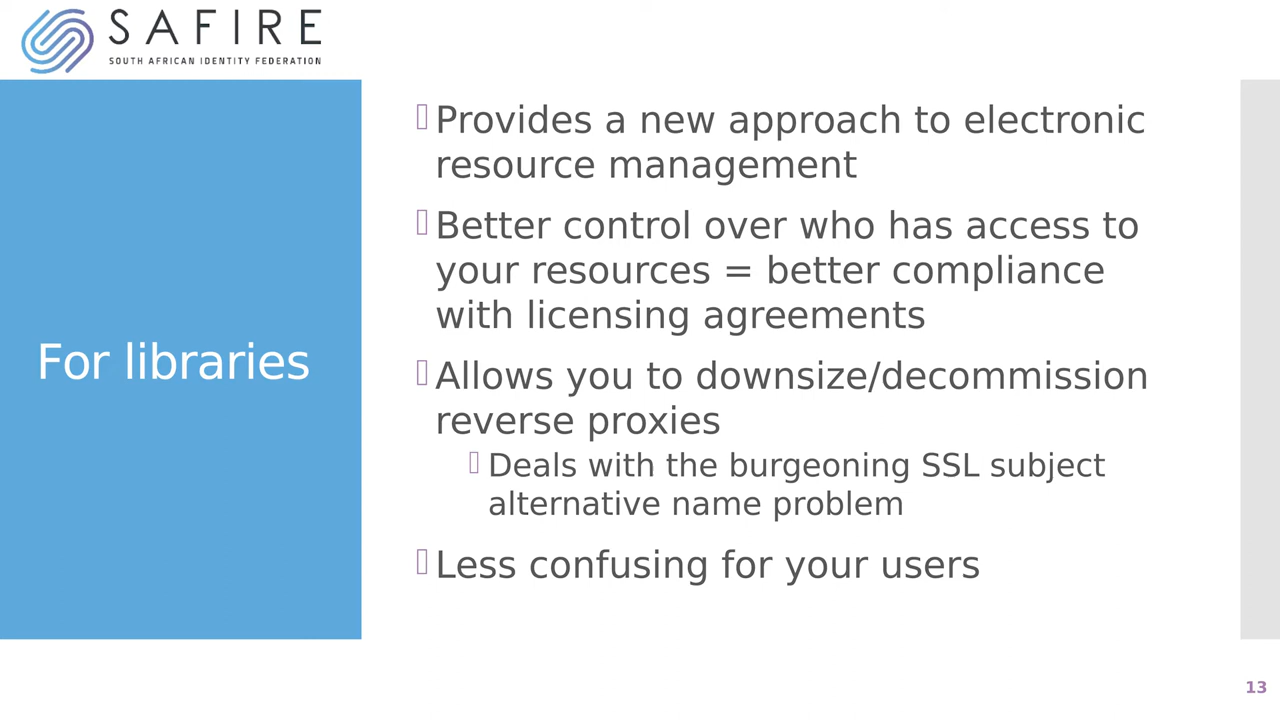 SAFIRE
SOUTH AFRICAN IDENTITY FEDERATION
For libraries
Provides a new approach to electronic
resource management
Better control over who has access to
your resources = better compliance
with licensing agreements
Allows you to downsize/decommission
reverse proxies
Deals with the burgeoning SSL subject
alternative name problem
Less confusing for your users
13